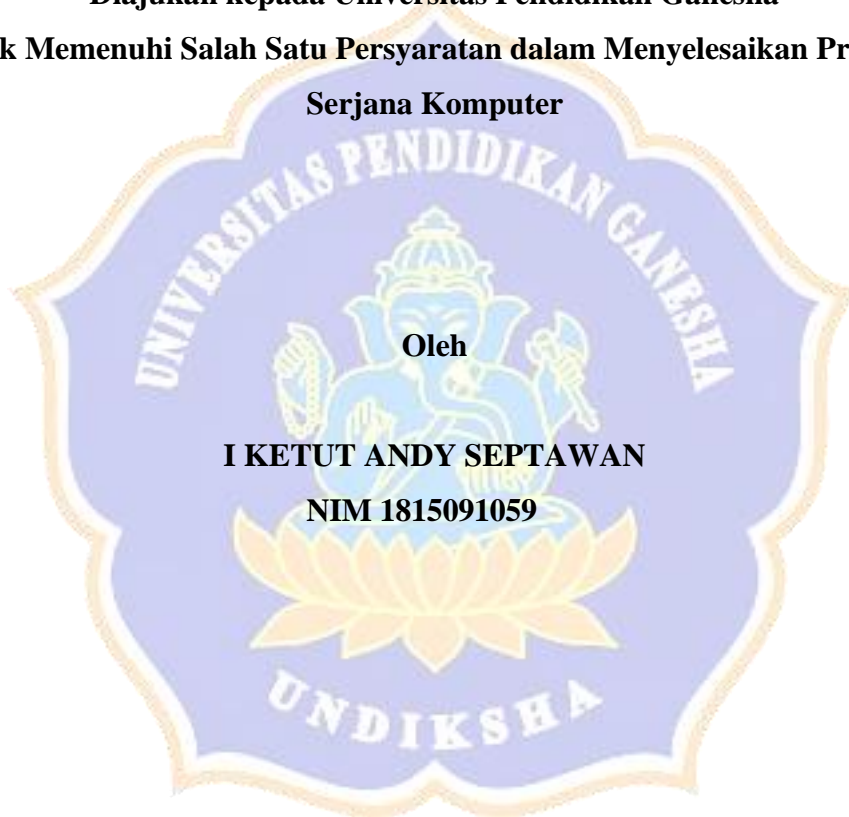 Diajukan kepada Universitas Pendidikan Ganesha
k Memenuhi Salah Satu Persyaratan dalam Menyelesaikan Pr
Serjana Komputer
UNIVERSITAS PENDIDIKAN GANESHA
Oleh
I KETUT ANDY SEPTAWAN
NIM 1815091059
UNDIKSHA